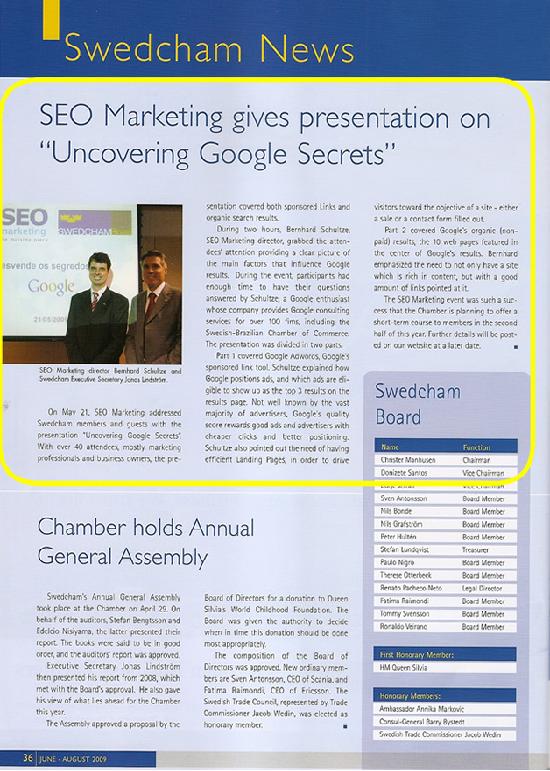 Swedcham News
SEO Marketing gives presentation on
“Uncovering Google Secrets”
SEO
marketing
SWEDCHAM
esvenda os segredos
Google
21/05/2009
SEO Marketing director Bernhard Schultze and
Swedcham Executive Secretary Jonas Lindström.
On May 21, SEO Marketing addressed
Swedcham members and guests with the
presentation "Uncovering Google Secrets".
With over 40 attendees, mostly marketing
professionals and business owners, the pre-
sentation covered both sponsored links and
organic search results.
During two hours, Bernhard Schultze,
SEO Marketing director, grabbed the atten-
dees' attention providing a clear picture of
the main factors that influence Google
results. During the event, participants had
enough time to have their questions
answered by Schultze, a Google enthusiast
whose company provides Google consulting
services for over 100 firms, including the
Swedish-Brazilian Chamber of Commerce.
The presentation was divided in two parts.
Part 1 covered Google Adwords, Google's
sponsored link tool. Schultze explained how
Google positions ads, and which ads are eli-
gible to show up as the top 3 results on the
results page. Not well known by the vast
majority of advertisers, Google's quality
score rewards good ads and advertisers with
cheaper clicks and better positioning.
Schultze also pointed out the need of having
efficient Landing Pages, in order to drive
visitors toward the objective of a site - either
a sale or a contact form filled out.
Part 2 covered Google's organic (non-
paid) results, the 10 web pages featured in
the center of Google's results. Bernhard
emphasized the need to not only have a site
which is rich in content, but with a good
amount of links pointed at it.
The SEO Marketing event was such a suc-
cess that the Chamber is planning to offer a
short-term course to members in the second
half of this year. Further details will be post-
ed on our website at a later date.
Swedcham
Board
Name Function
Christer Manhusen Chairman
Donizete Santos Vice Chairman
Vice Chairman
Sven Antonsson Board Member
Nils Bonde Board Member
Nils Grafström Board Member
Peter Hultén Board Member
Stefan Lundqvist Treasurer
Paulo Nigro Board Member
Therese Otterbeck Board Member
Renato Pacheco Neto Legal Director
Fatima Raimondi Board Member
Tommy Svensson Board Member
Ronaldo Veirano Board Member
First Honorary Member:
HM Queen Silvia
Honorary Members:
Ambassador Annika Markovic
Consul-General Barry Bystedt
Swedish Trade Commissioner Jacob Wedin
Chamber holds Annual
General Assembly
Swedcham's Annual General Assembly
took place at the Chamber on April 29. On
behalf of the auditors, Stefan Bengtsson and
Edelcio Nisiyama, the latter presented their
report. The books were said to be in good
order, and the auditors' report was approved.
Executive Secretary Jonas Lindström
then presented his report from 2008, which
met with the Board's approval. He also gave
his view of what lies ahead for the Chamber
this year.
The Assembly approved a proposal by the
Board of Directors for a donation to Queen
Silvias World Childhood Foundation. The
Board was given the authority to decide
when in time this donation should be done
most appropriately.
The composition of the Board of
Directors was approved. New ordinary mem-
bers are Sven Antonsson, CEO of Scania, and
Fatima Raimondi, CEO of Ericsson. The
Swedish Trade Council, represented by Trade
Commissioner Jacob Wedin, was elected as
honorary member.
36 JUNE - AUGUST 2009